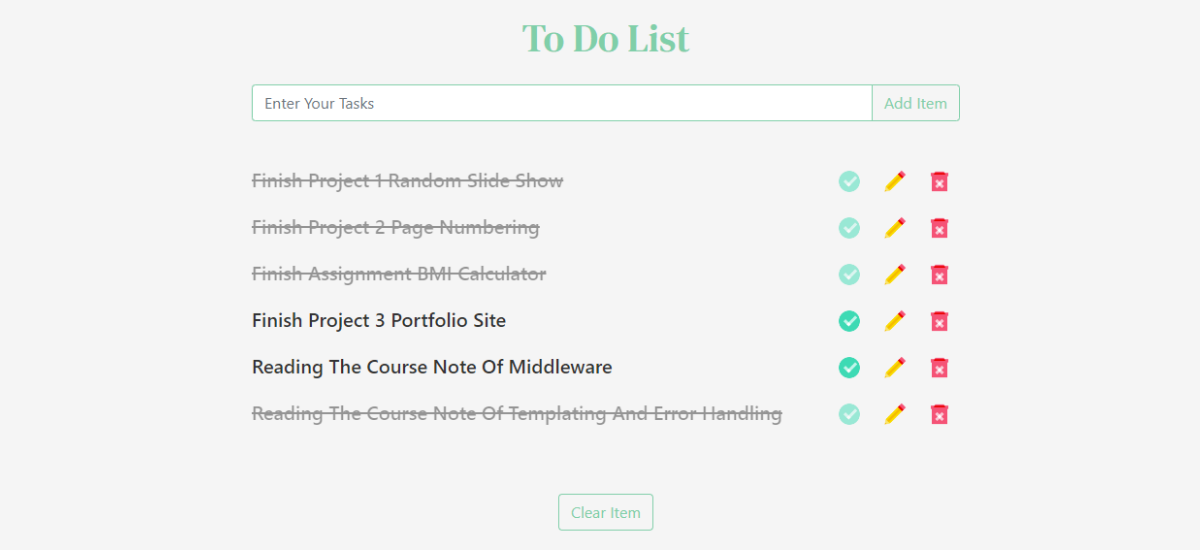 To Do List
Enter Your Tasks
Add Item
Finish Project 1 Random Slide Show
Finish Project 2 Page Numbering
Finish Assignment BMI Calculator
Finish Project 3 Portfolio Site
Reading The Course Note Of Middleware
Reading The Course Note Of Templating And Error Handling
Clear Item